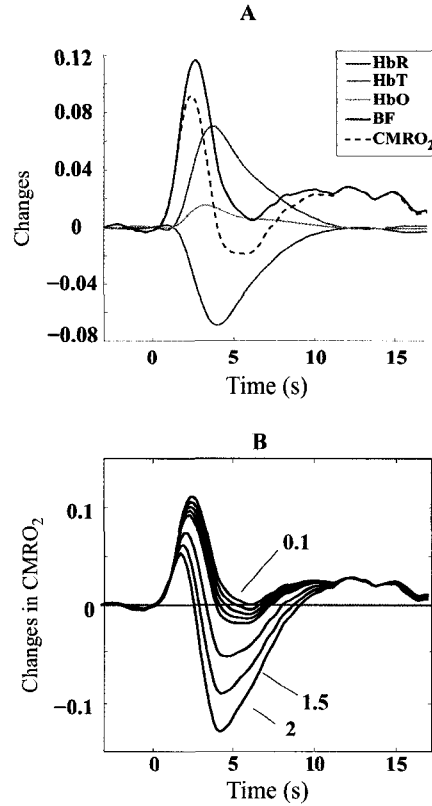 A
0.12
0.08
0.04
0
−0.04
−0.08
Changes
HbR
HbT
HbO
BF
CMRO₂
0 5 10 15
Time (s)
B
0.1
0
−0.1
Changes in CMRO₂
0.1
1.5
2
0 5 10 15
Time (s)